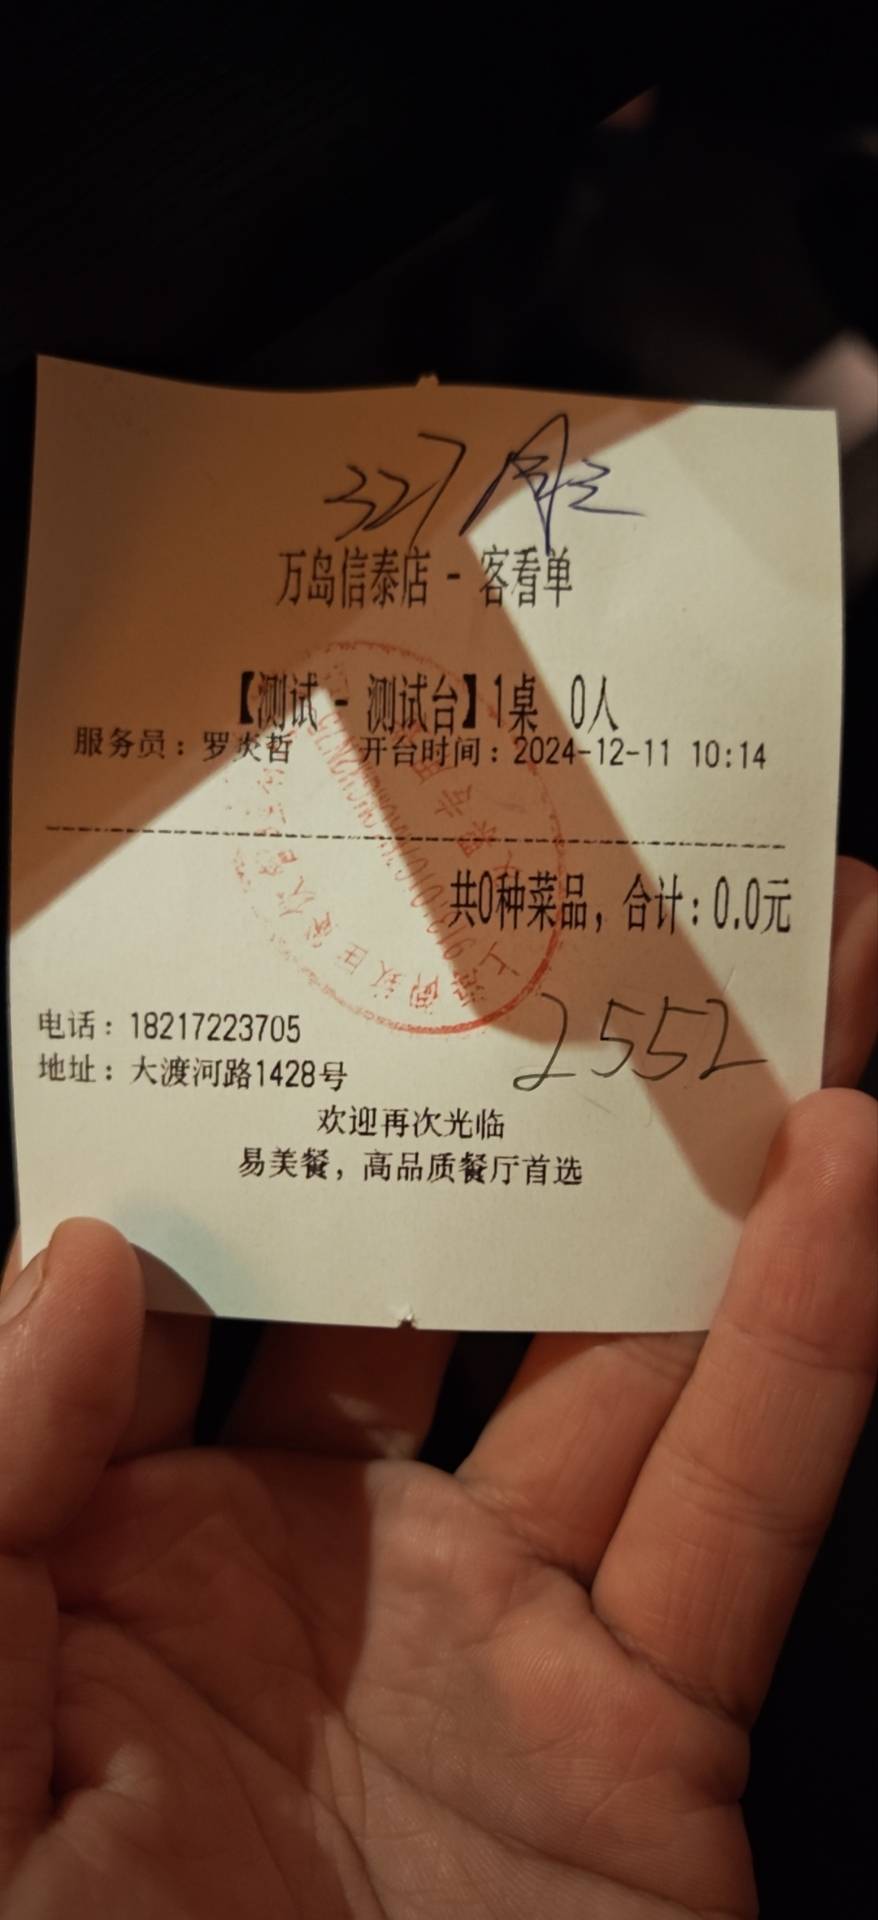 327
万岛信泰店 - 客看单
【测试 - 测试台】1桌 0人
服务员：罗炎哲 开台时间：2024-12-11 10:14
共0种菜品，合计：0.0元
2552
电话：18217223705
地址：大渡河路1428号
欢迎再次光临
易美餐，高品质餐厅首选